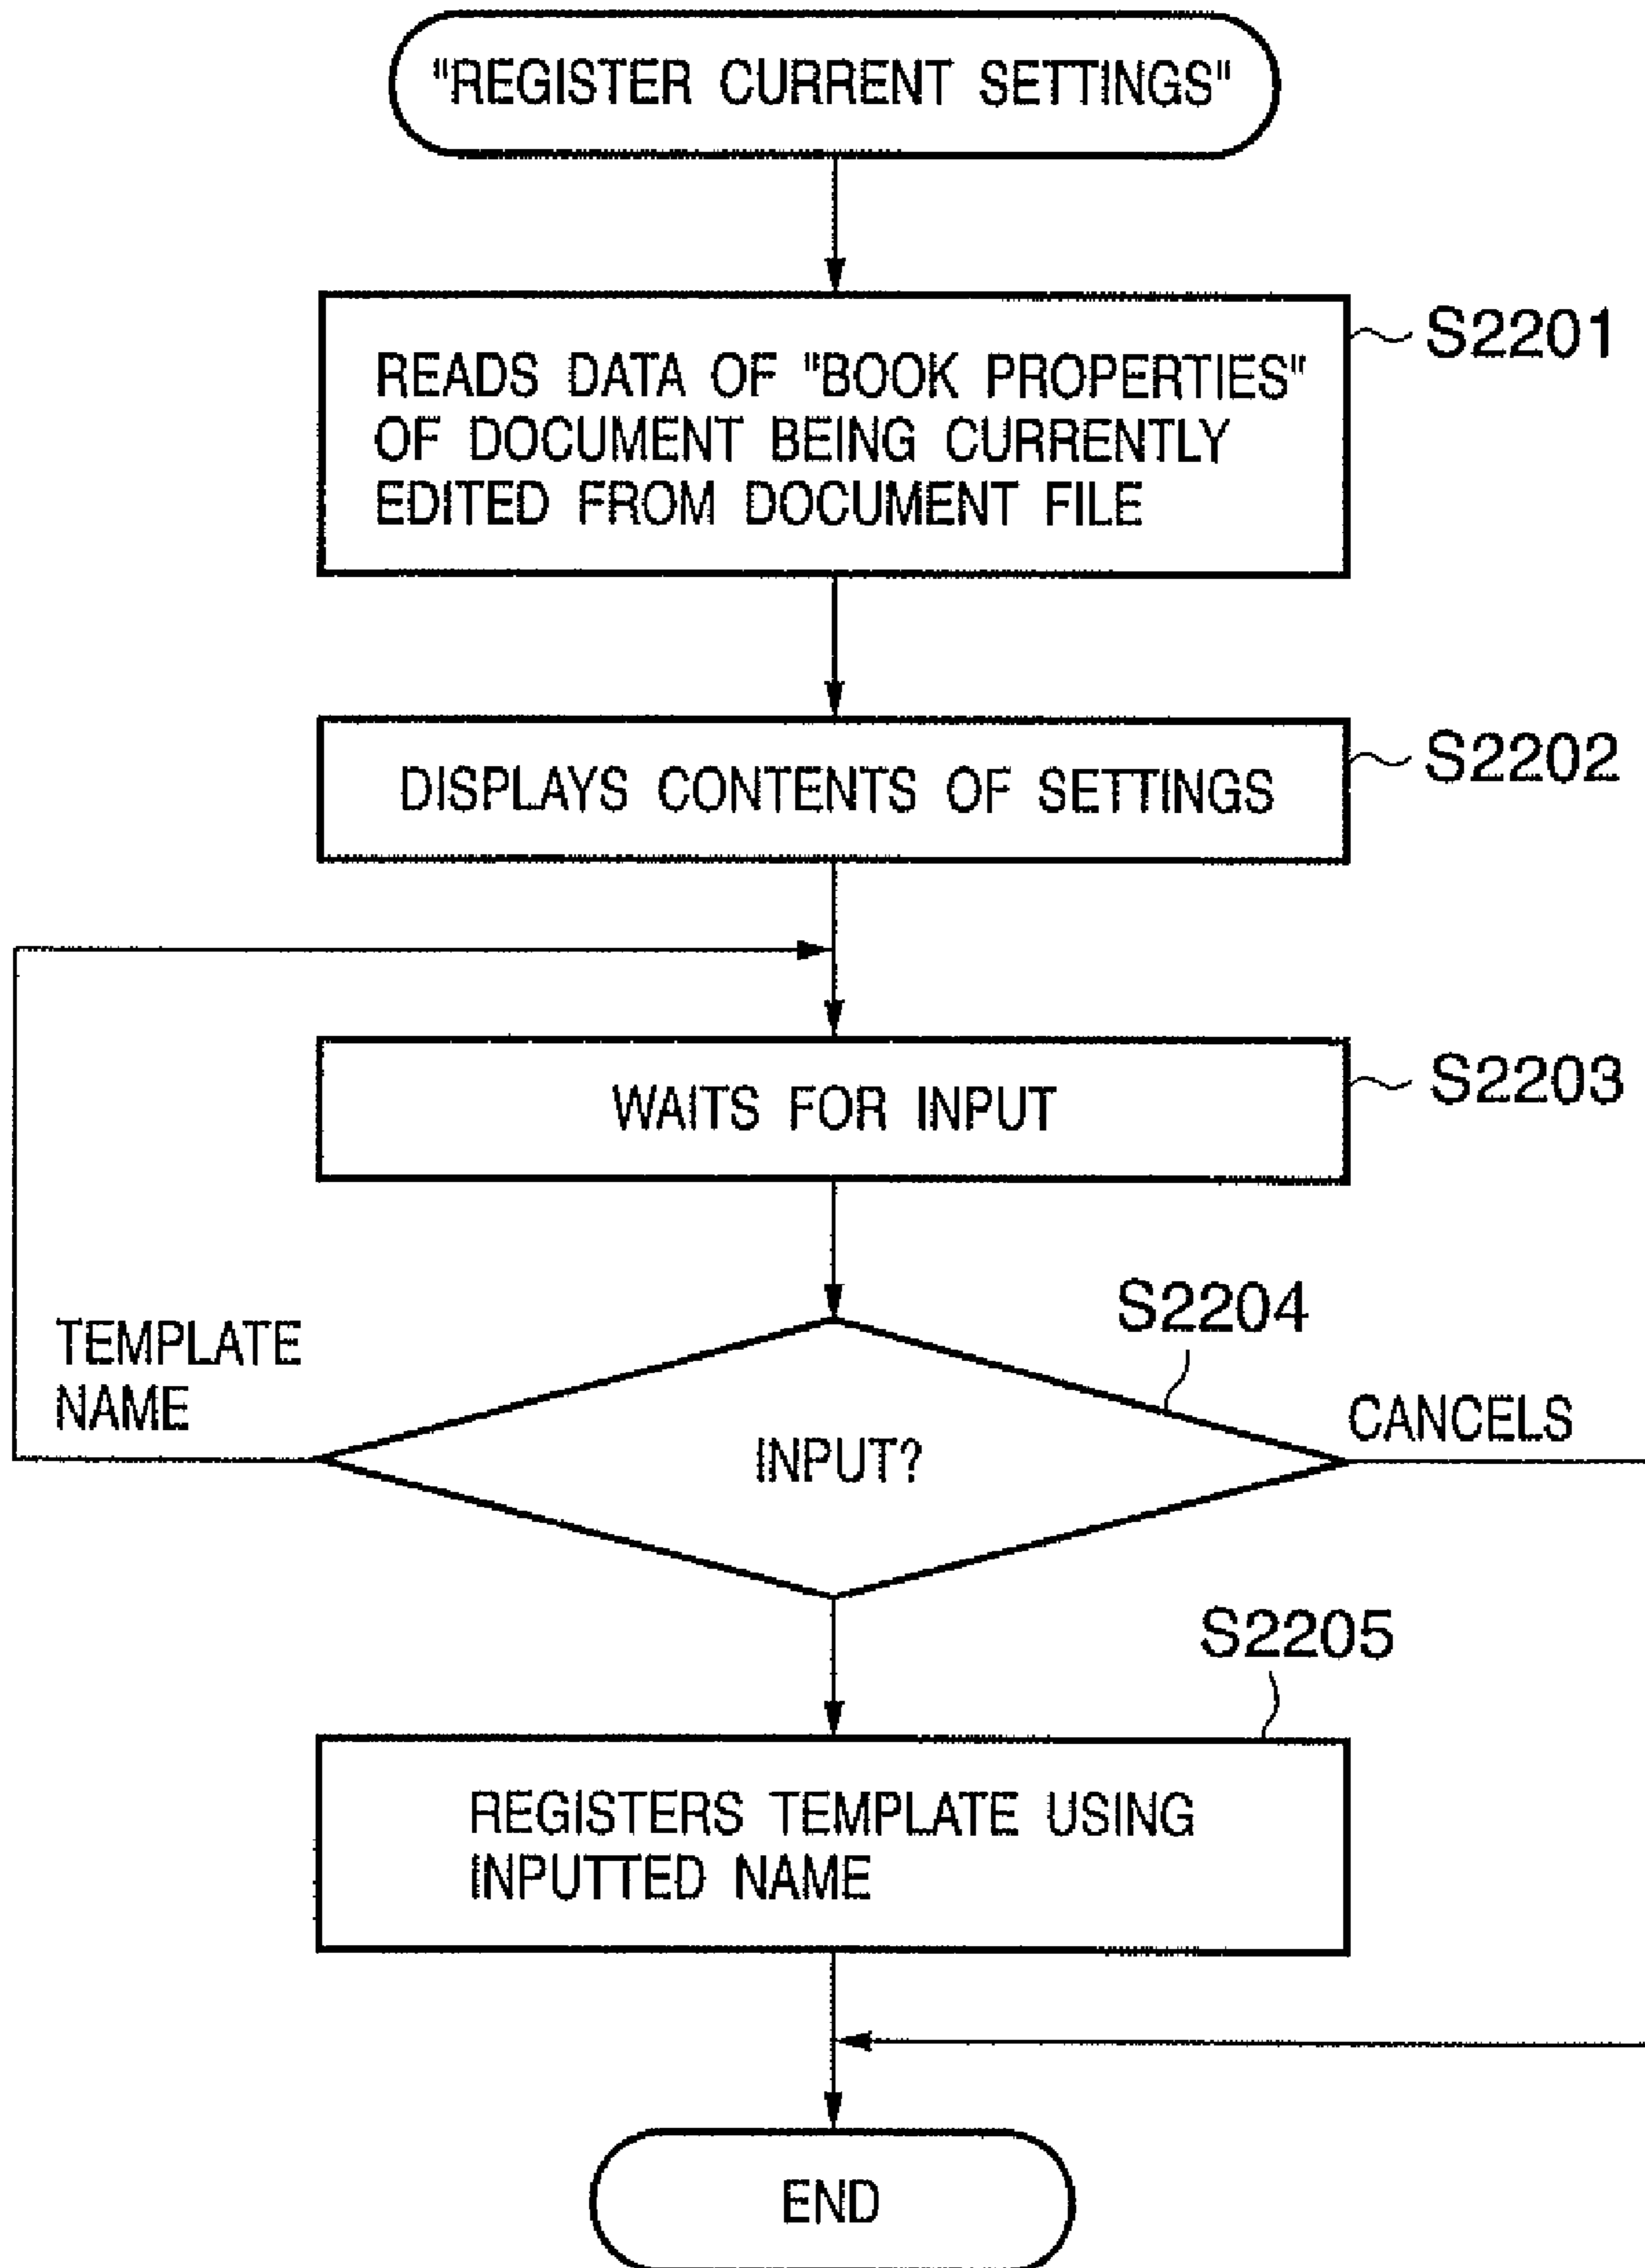 "REGISTER CURRENT SETTINGS"
S2201
READS DATA OF "BOOK PROPERTIES"
OF DOCUMENT BEING CURRENTLY
EDITED FROM DOCUMENT FILE
S2202
DISPLAYS CONTENTS OF SETTINGS
S2203
WAITS FOR INPUT
S2204
TEMPLATE
NAME
CANCELS
INPUT?
S2205
REGISTERS TEMPLATE USING
INPUTTED NAME
END